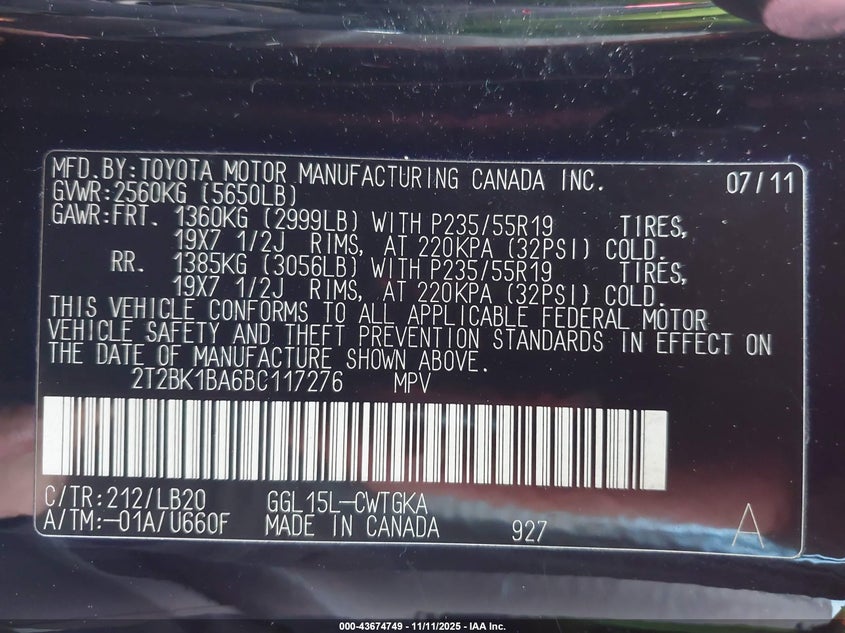 MFD.BY:TOYOTA MOTOR MANUFACTURING CANADA INC. 07/11
GVWR:2560KG (5650LB)
GAWR:FRT. 1360KG (2999LB) WITH P235/55R19 TIRES,
19X7 1/2J RIMS, AT 220KPA (32PSI) COLD.
RR. 1385KG (3056LB) WITH P235/55R19 TIRES,
19X7 1/2J RIMS, AT 220KPA (32PSI) COLD.
THIS VEHICLE CONFORMS TO ALL APPLICABLE FEDERAL MOTOR
VEHICLE SAFETY AND THEFT PREVENTION STANDARDS IN EFFECT ON
THE DATE OF MANUFACTURE SHOWN ABOVE.
2T2BK1BA6BC117276 MPV
C/TR:212/LB20 GGL15L-CWTGKA
A/TM:-01A/U660F MADE IN CANADA 927 A
000-43674749 - 11/11/2025 - IAA Inc.